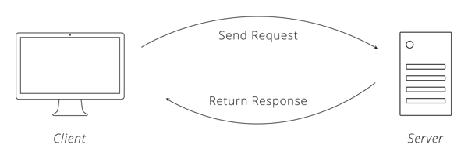 Send Request
Return Response
Client
Server